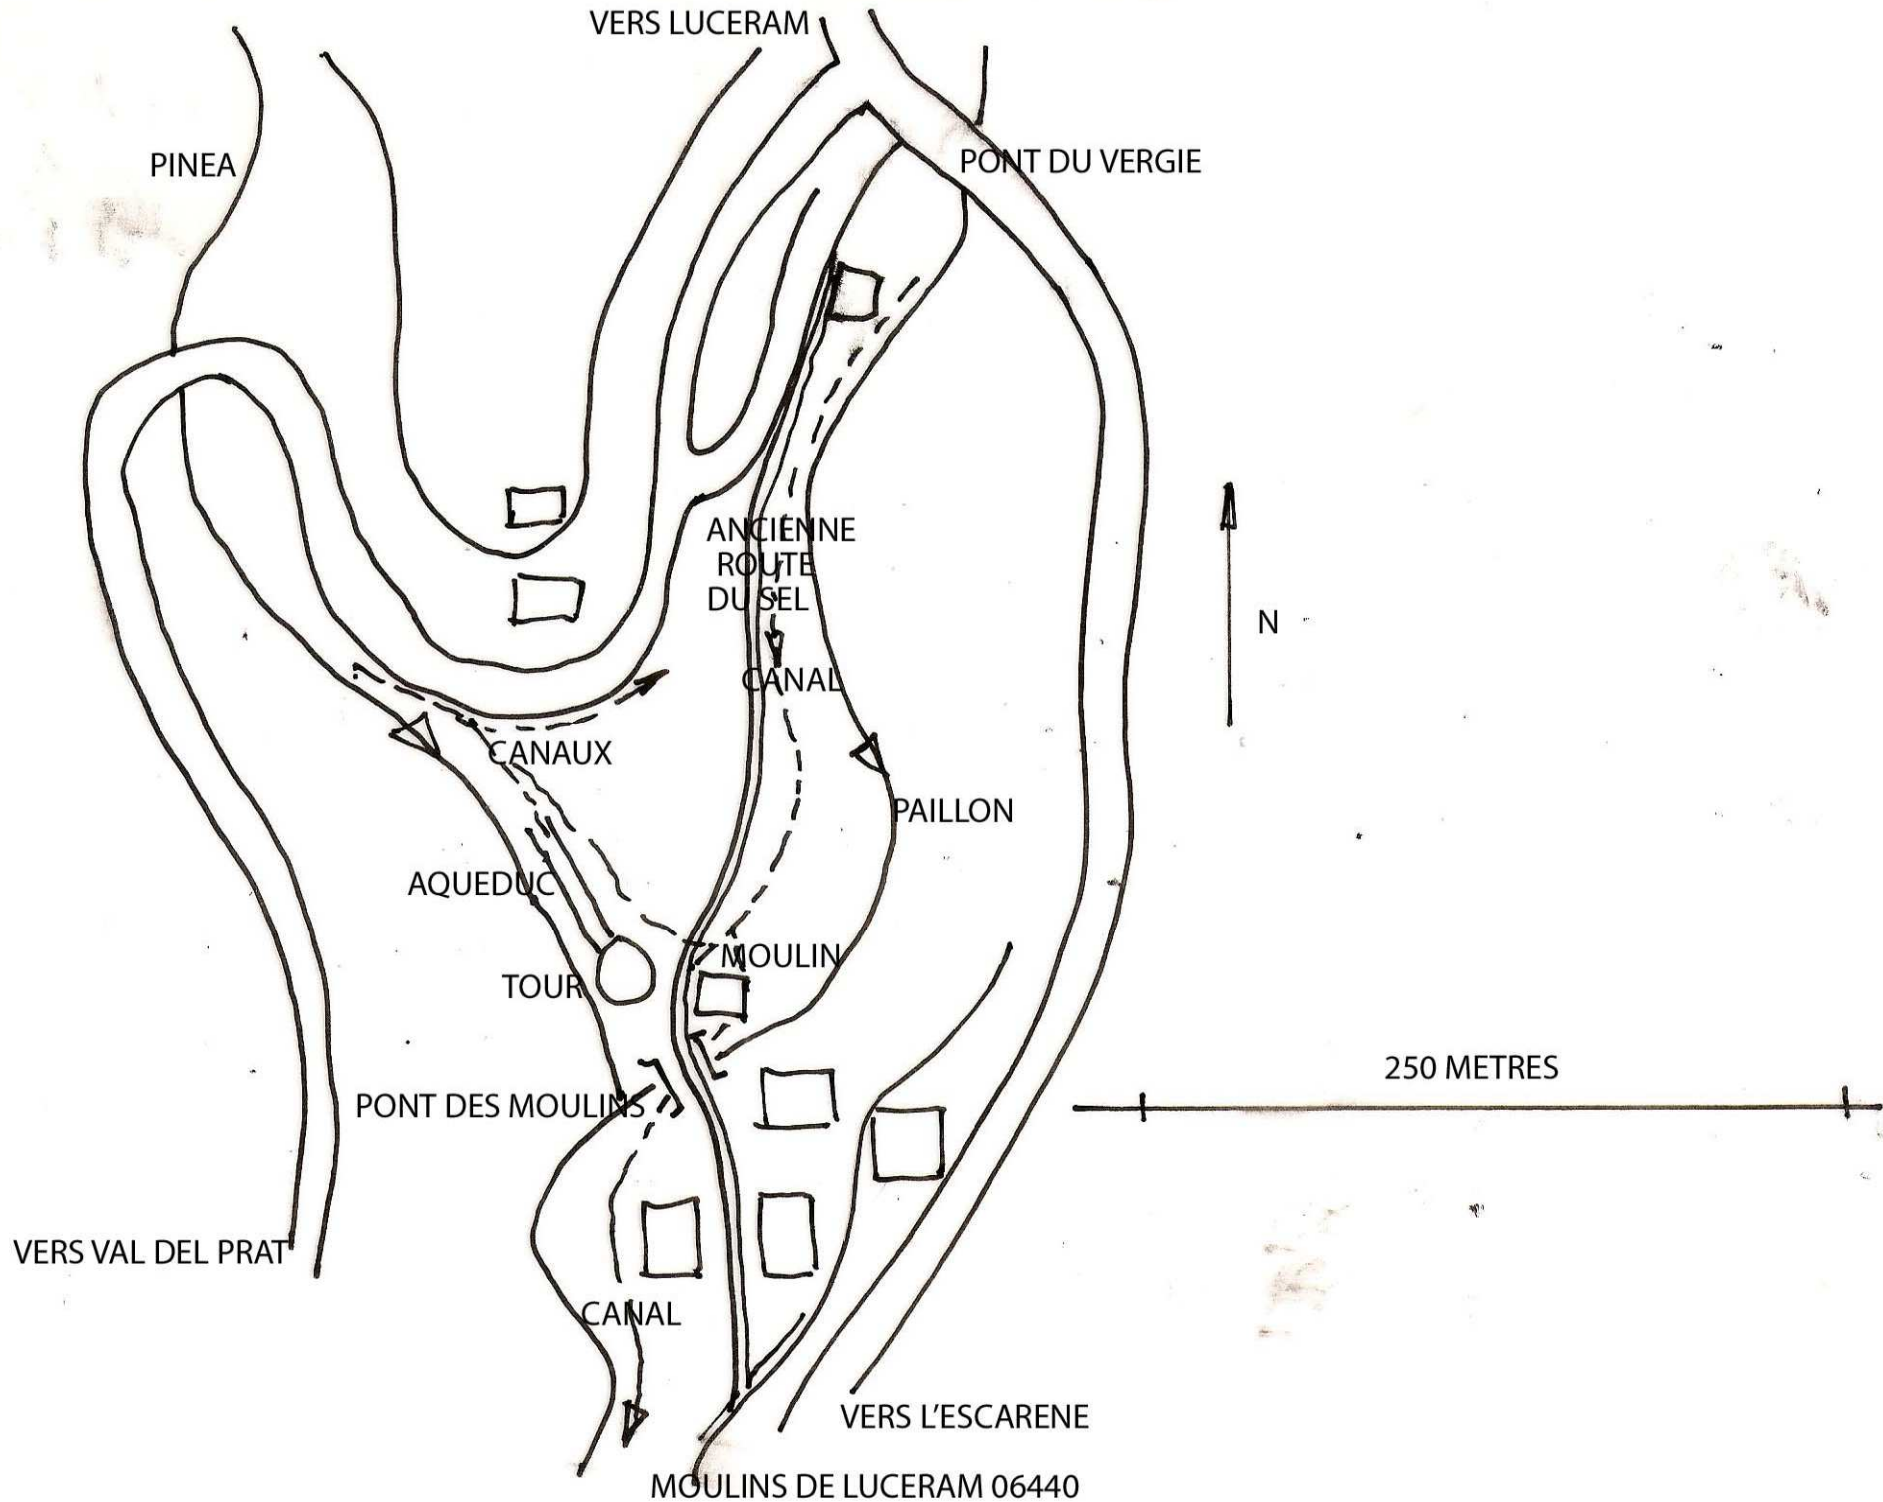 VERS LUCERAM
PINEA
PONT DU VERGIE
ANCIENNE
ROUTE
DU SEL
N
CANAL
CANAUX
PAILLON
AQUEDUC
MOULIN
TOUR
250 METRES
PONT DES MOULINS
VERS VAL DEL PRAT
CANAL
VERS L'ESCARENE
MOULINS DE LUCERAM 06440